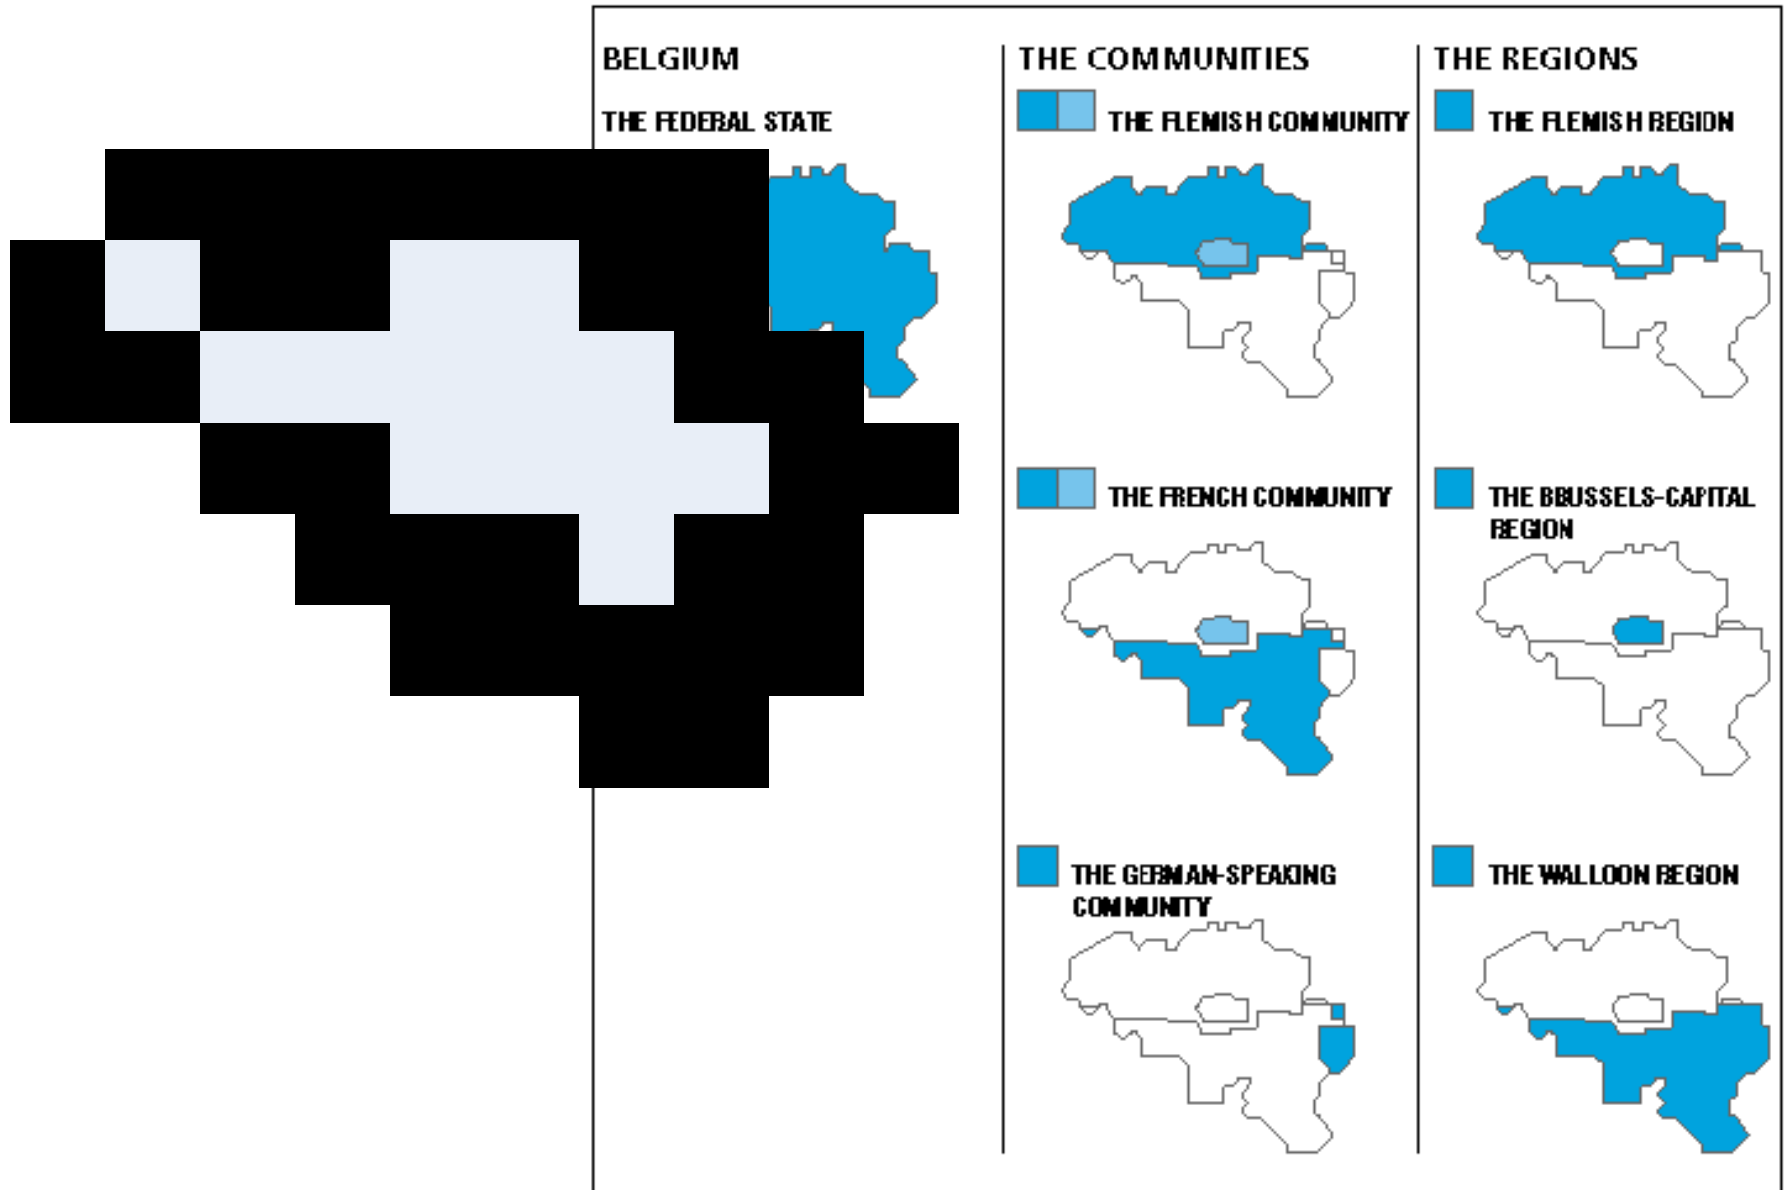 BELGIUM
THE FEDERAL STATE
THE COMMUNITIES
THE FLEMISH COMMUNITY
THE FRENCH COMMUNITY
THE GERMAN-SPEAKING
COMMUNITY
THE REGIONS
THE FLEMISH REGION
THE BRUSSELS-CAPITAL
REGION
THE WALLOON REGION